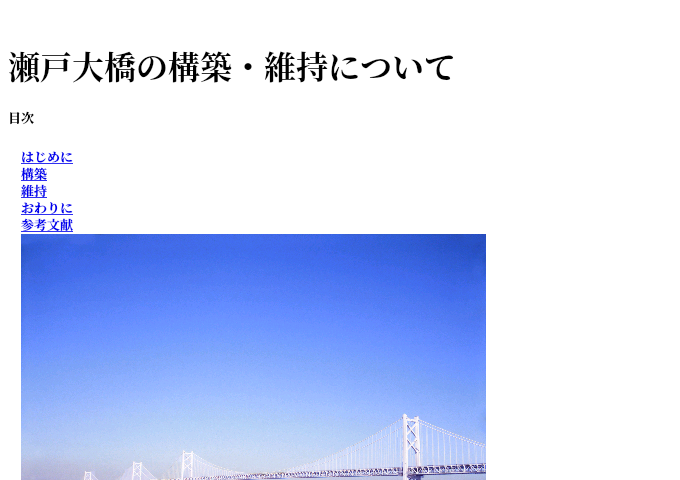 瀬戸大橋の構築・維持について
目次
はじめに
構築
維持
おわりに
参考文献